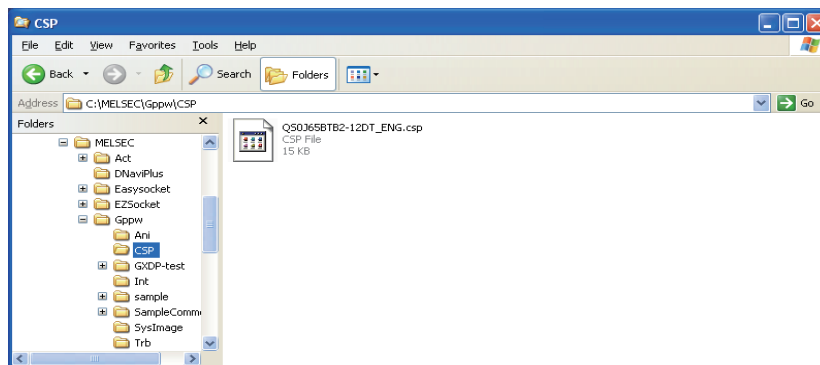 CSP
File Edit View Favorites Tools Help
Back Search Folders
Address C:\MELSEC\Gppw\CSP Go
Folders x
MELSEC
Act
DNaviPlus
Easysocket
EZSocket
Gppw
Ani
CSP
GXDP-test
Int
sample
SampleComm
SysImage
Trb
QS0J65BTB2-12DT_ENG.csp
CSP File
15 KB